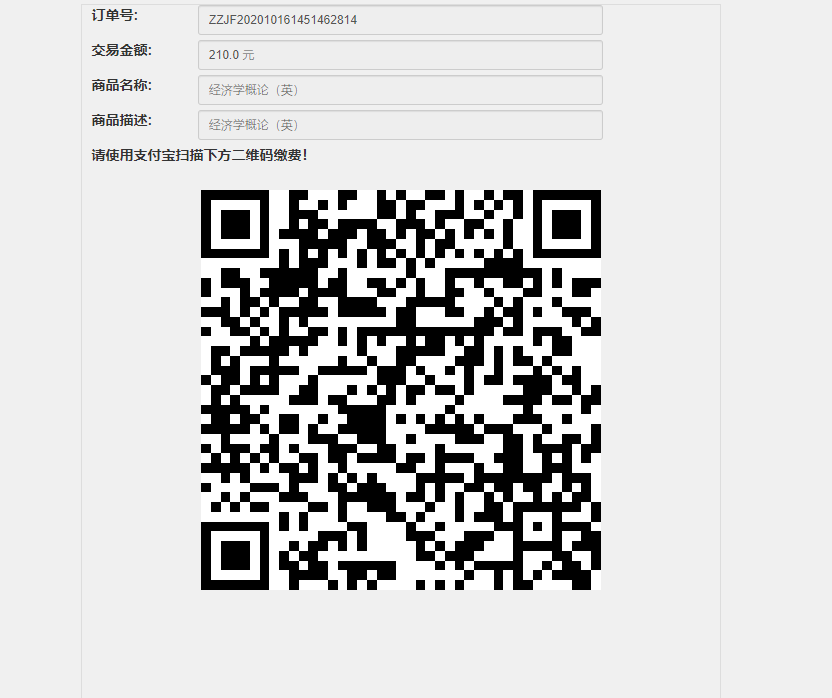 订单号:
ZZJF202010161451462814
交易金额:
210.0 元
商品名称:
经济学概论（英）
商品描述:
经济学概论（英）
请使用支付宝扫描下方二维码缴费！